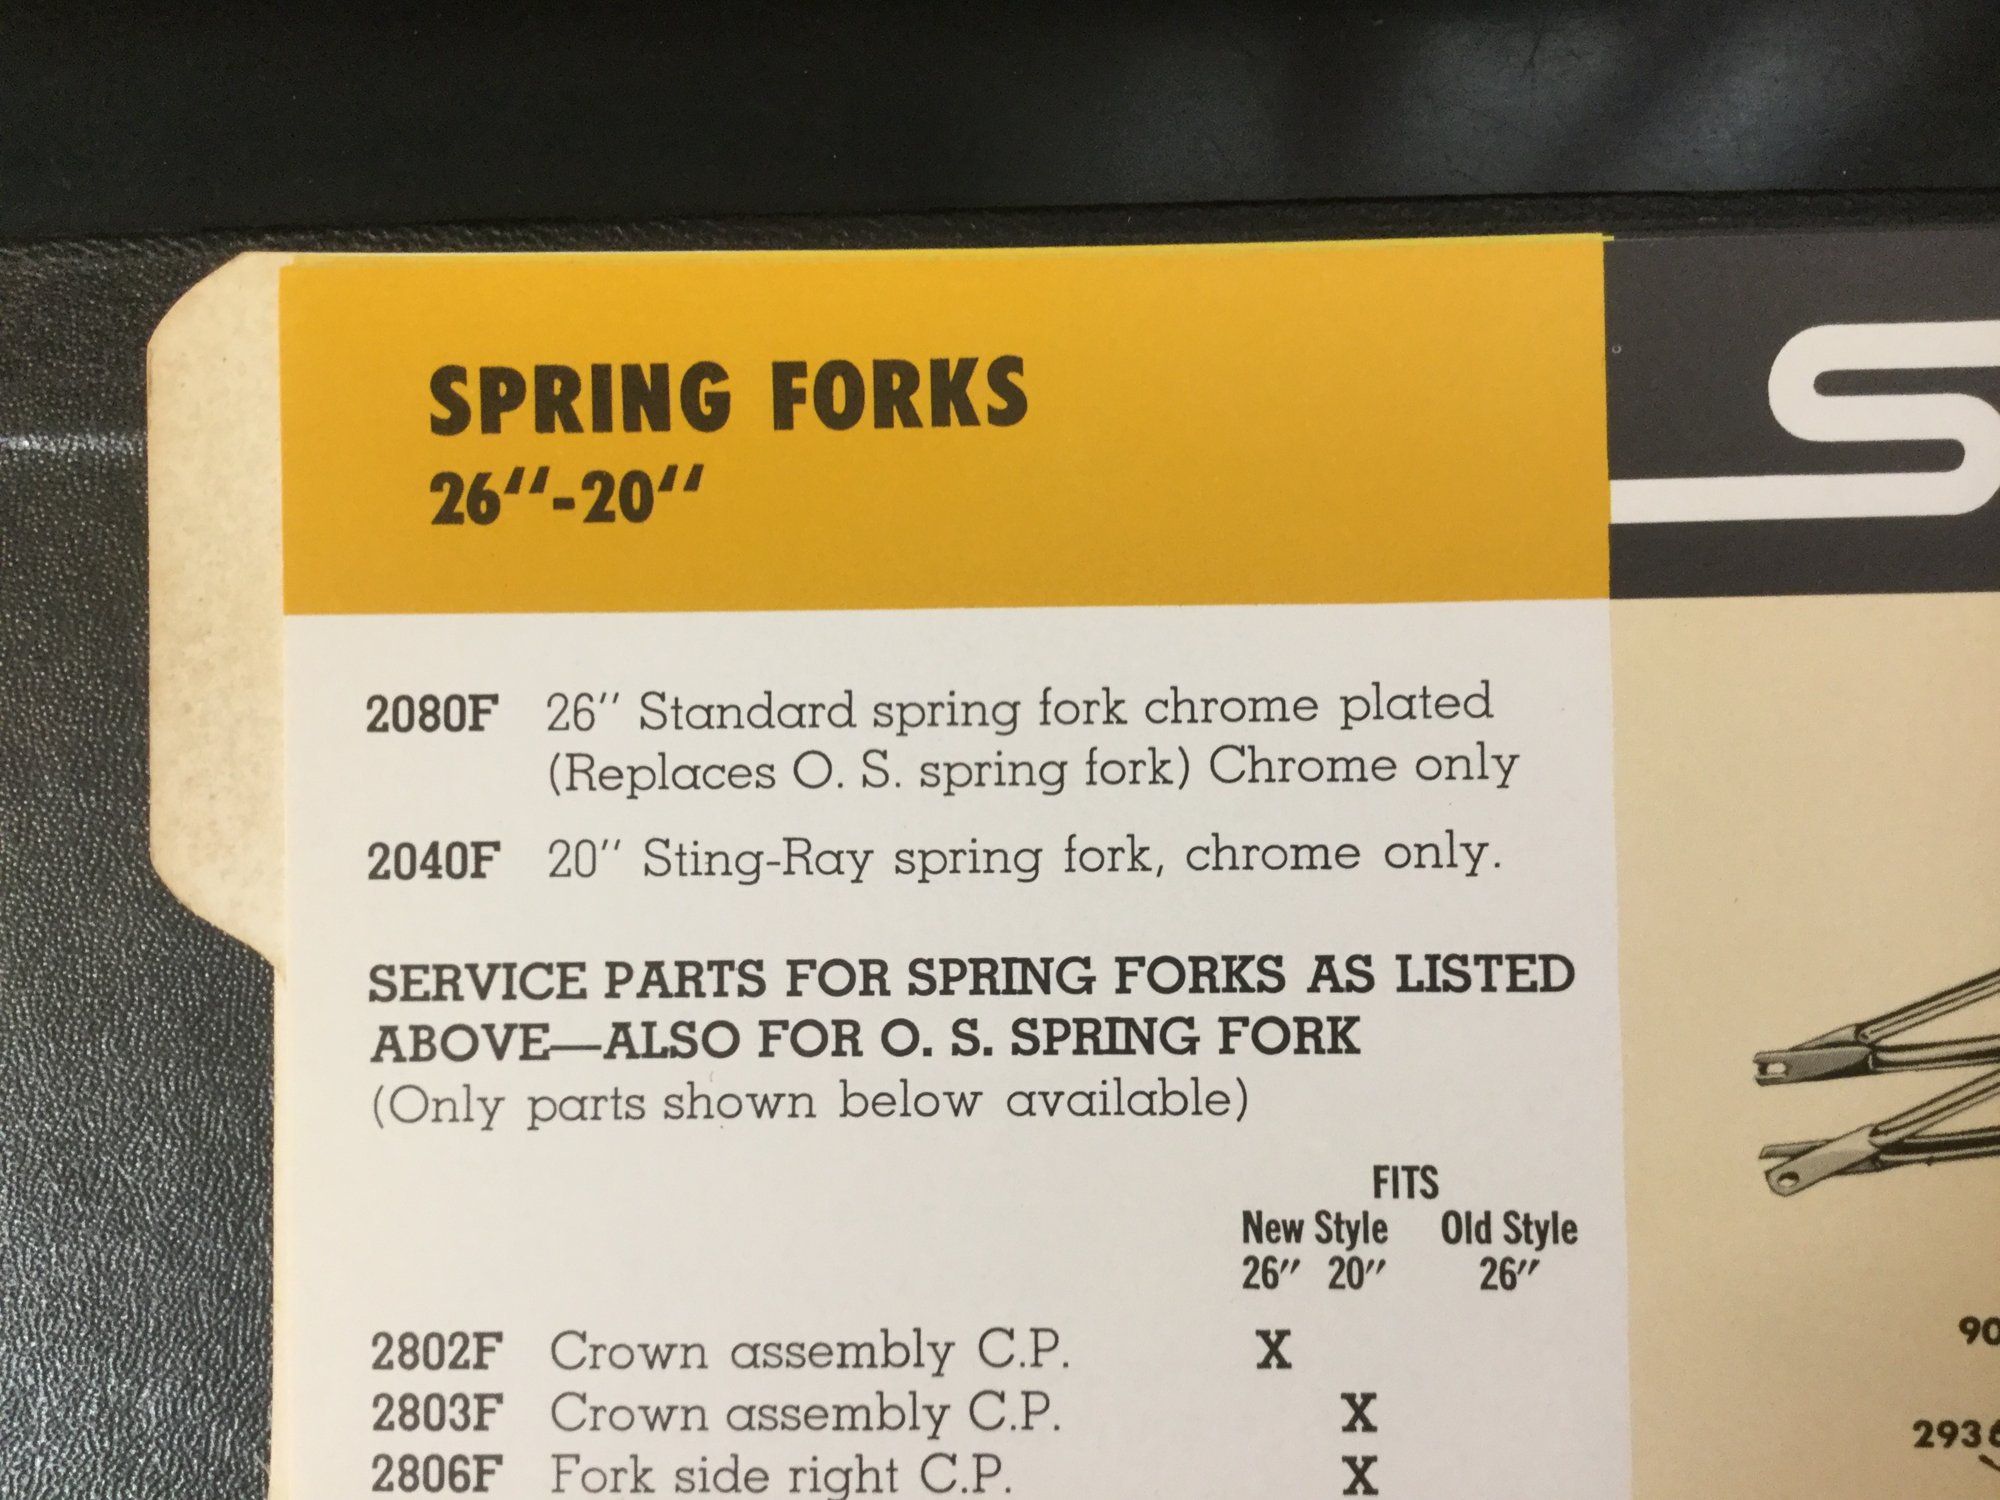 SPRING FORKS
26"-20"
2080F 26" Standard spring fork chrome plated
(Replaces O. S. spring fork) Chrome only
2040F 20" Sting-Ray spring fork, chrome only.
SERVICE PARTS FOR SPRING FORKS AS LISTED
ABOVE—ALSO FOR O. S. SPRING FORK
(Only parts shown below available)
FITS
New Style Old Style
26" 20" 26"
2802F Crown assembly C.P. X
2803F Crown assembly C.P. X
2806F Fork side right C.P. X
S
90
293